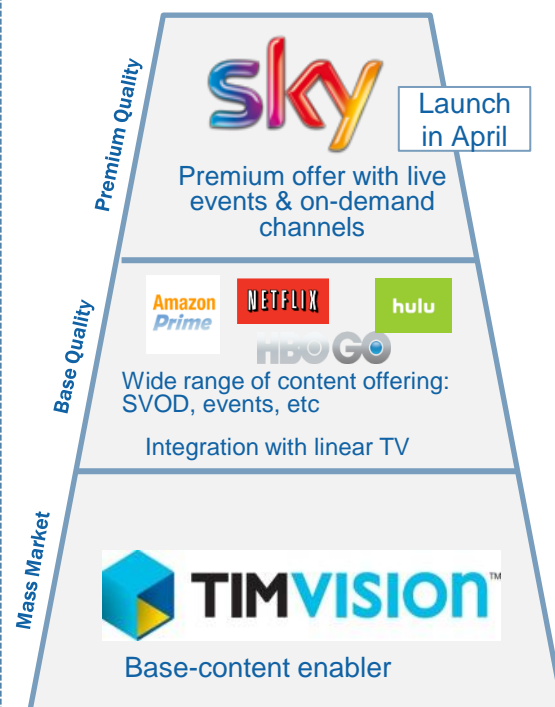 Premium Quality
sky
Launch
in April
Premium offer with live
events & on-demand
channels
Base Quality
Amazon
Prime
NETFLIX
hulu
HBO GO
Wide range of content offering:
SVOD, events, etc
Integration with linear TV
Mass Market
TIMVISION™
Base-content enabler